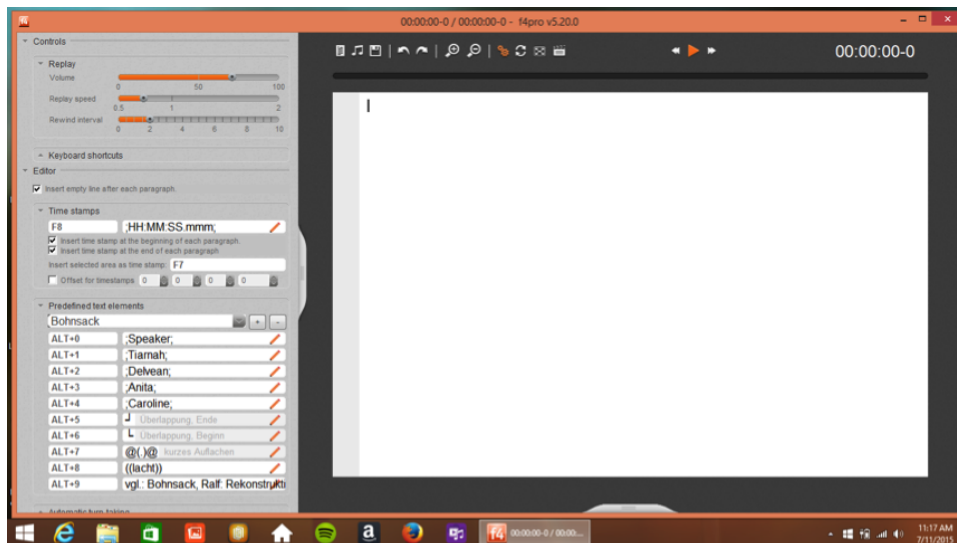 f4 00:00:00-0 / 00:00:00-0 - f4pro v5.20.0
Controls
00:00:00-0
Replay
Volume
0 50 100
Replay speed
0.5 1 2
Rewind interval
0 2 4 6 8 10
Keyboard shortcuts
Editor
Insert empty line after each paragraph.
Time stamps
F8 ;HH:MM:SS.mmm;
Insert time stamp at the beginning of each paragraph.
Insert time stamp at the end of each paragraph
Insert selected area as time stamp: F7
Offset for timestamps 0 0 0 0
Predefined text elements
Bohnsack + -
ALT+0 ;Speaker;
ALT+1 ;Tiarnah;
ALT+2 ;Delvean;
ALT+3 ;Anita;
ALT+4 ;Caroline;
ALT+5 ┘ Überlappung, Ende
ALT+6 └ Überlappung, Beginn
ALT+7 @(.)@ kurzes Auflachen
ALT+8 ((lacht))
ALT+9 vgl.: Bohnsack, Ralf: Rekonstrukti
Automatic turn taking
a f4 00:00:00-0 / 00:00... 11:17 AM
7/11/2015